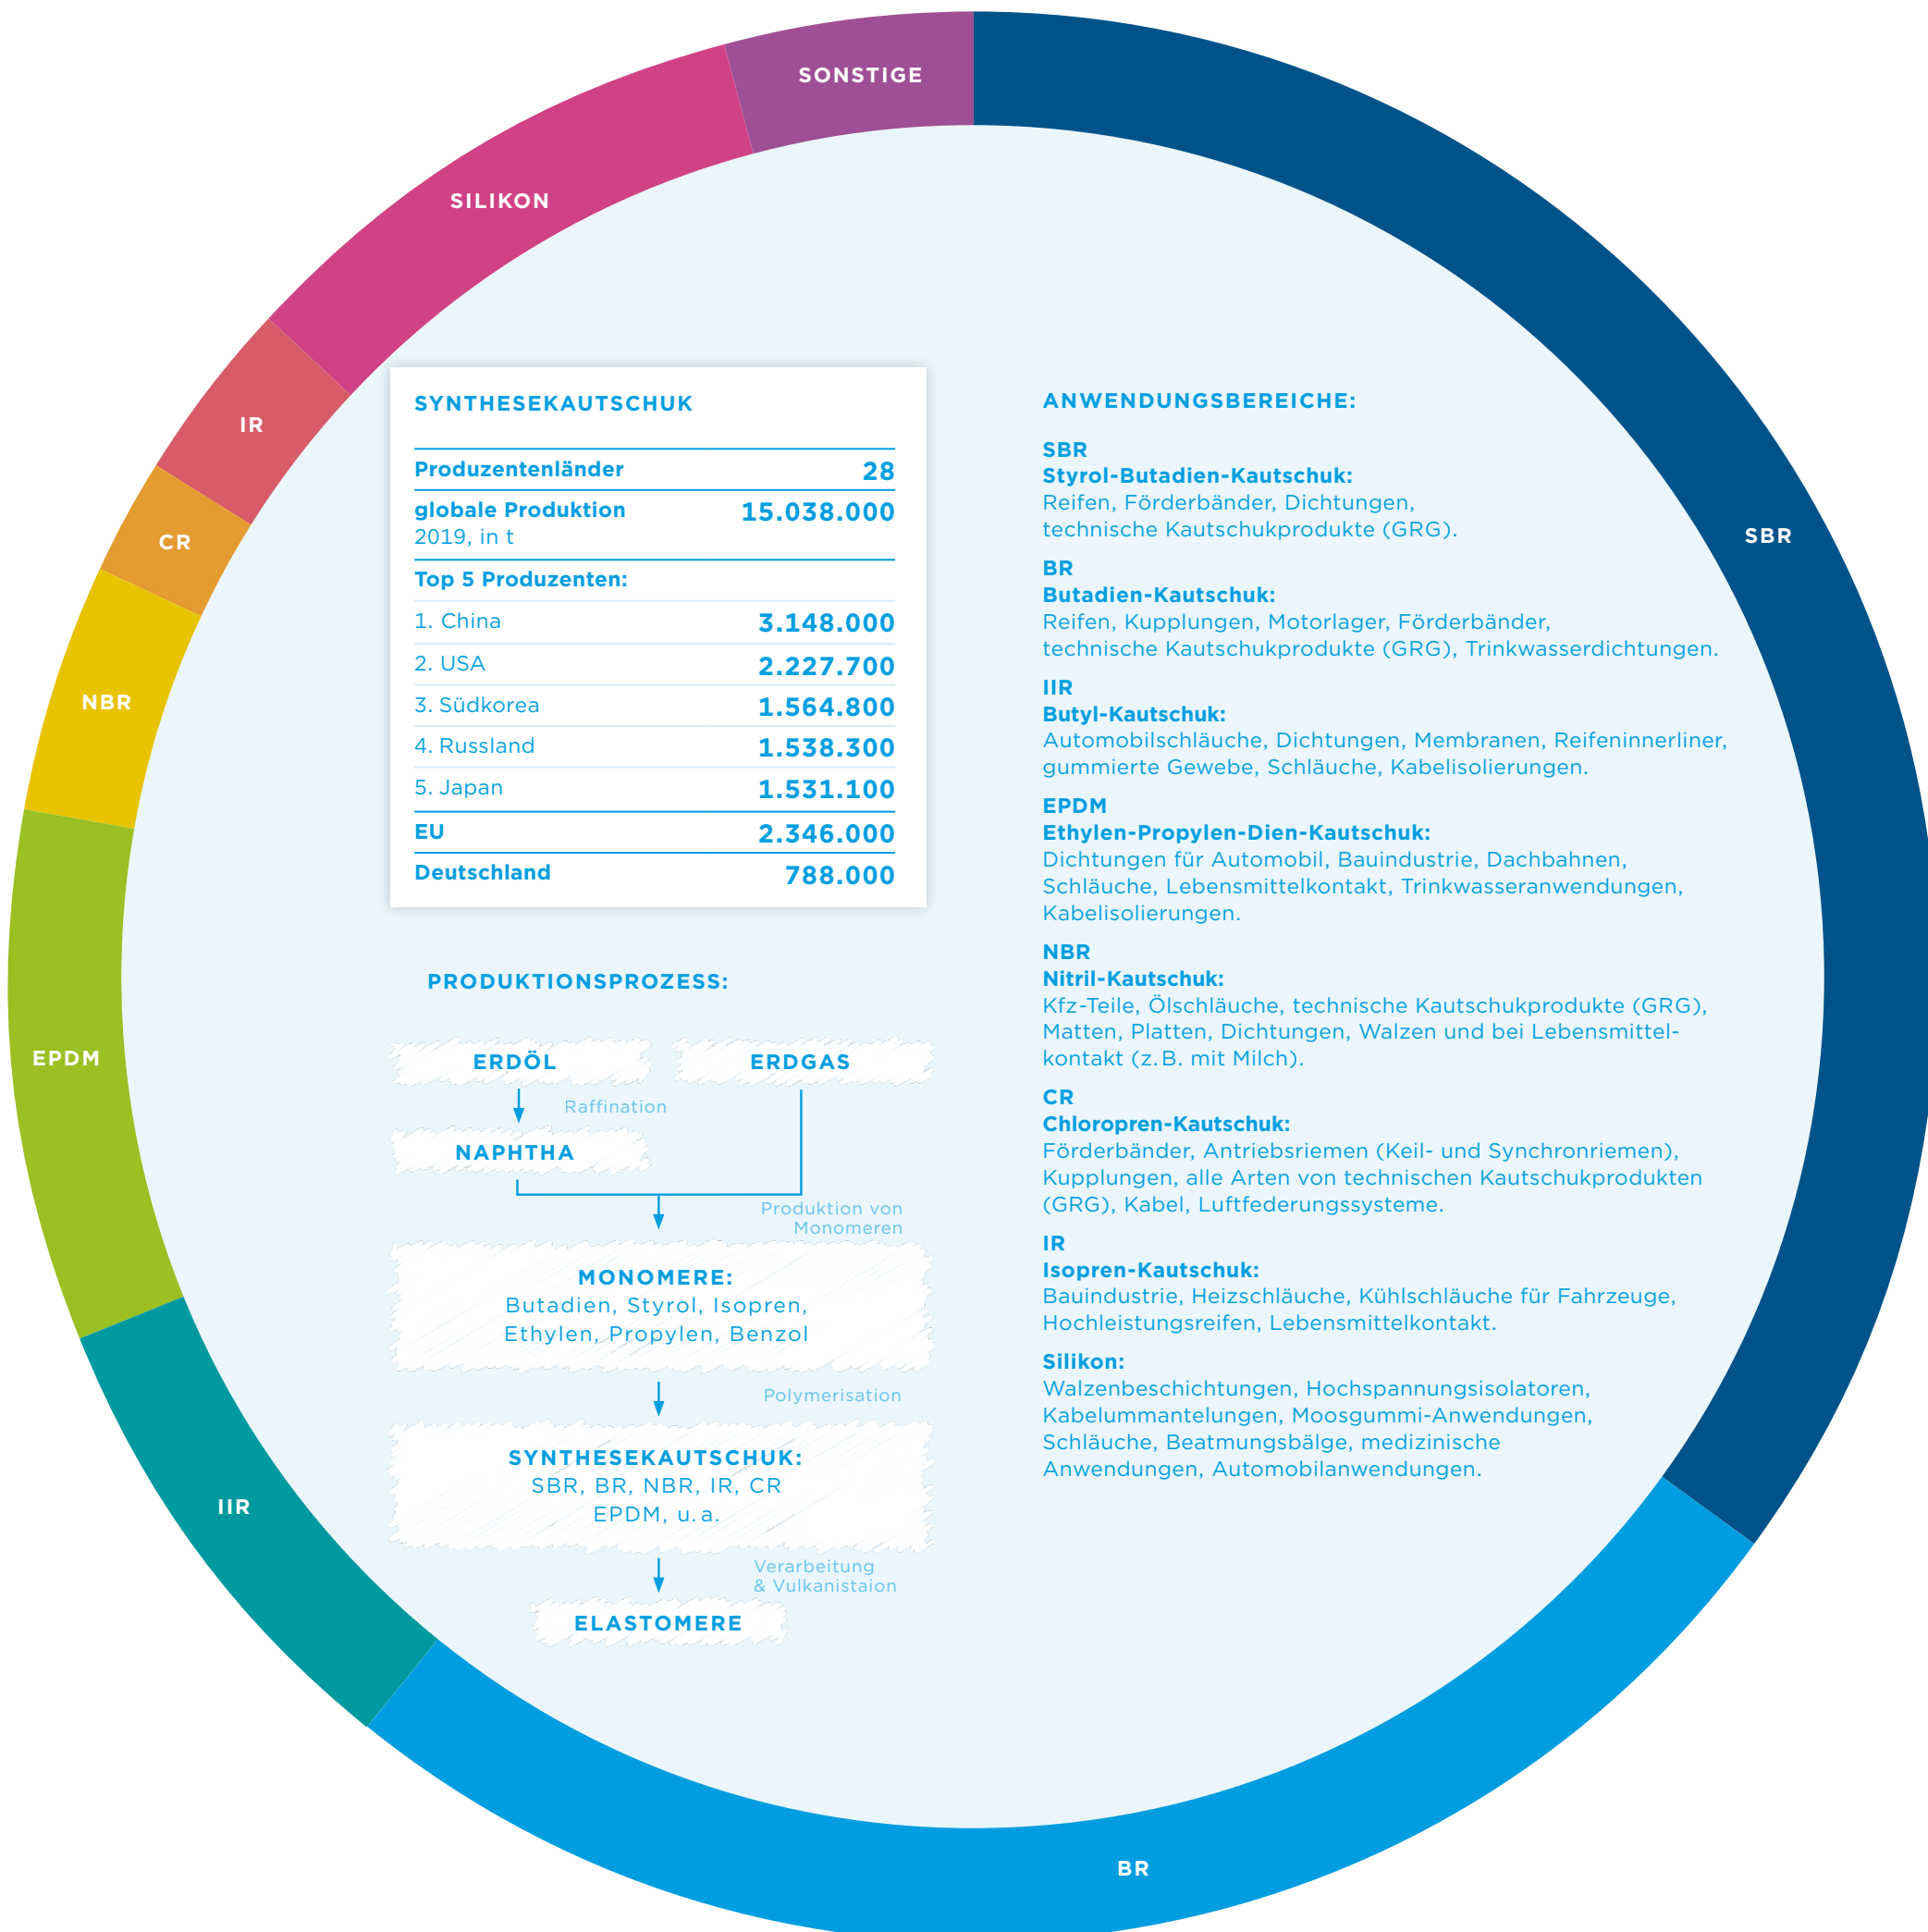 SONSTIGE
SILIKON
IR
CR
NBR
EPDM
IIR
BR
SBR
SYNTHESEKAUTSCHUK
Produzentenländer 28
globale Produktion 15.038.000
2019, in t
Top 5 Produzenten:
1. China 3.148.000
2. USA 2.227.700
3. Südkorea 1.564.800
4. Russland 1.538.300
5. Japan 1.531.100
EU 2.346.000
Deutschland 788.000
PRODUKTIONSPROZESS:
ERDÖL ERDGAS
Raffination
NAPHTHA
Produktion von
Monomeren
MONOMERE:
Butadien, Styrol, Isopren,
Ethylen, Propylen, Benzol
Polymerisation
SYNTHESEKAUTSCHUK:
SBR, BR, NBR, IR, CR
EPDM, u. a.
Verarbeitung
& Vulkanistaion
ELASTOMERE
ANWENDUNGSBEREICHE:
SBR
Styrol-Butadien-Kautschuk:
Reifen, Förderbänder, Dichtungen,
technische Kautschukprodukte (GRG).
BR
Butadien-Kautschuk:
Reifen, Kupplungen, Motorlager, Förderbänder,
technische Kautschukprodukte (GRG), Trinkwasserdichtungen.
IIR
Butyl-Kautschuk:
Automobilschläuche, Dichtungen, Membranen, Reifeninnerliner,
gummierte Gewebe, Schläuche, Kabelisolierungen.
EPDM
Ethylen-Propylen-Dien-Kautschuk:
Dichtungen für Automobil, Bauindustrie, Dachbahnen,
Schläuche, Lebensmittelkontakt, Trinkwasseranwendungen,
Kabelisolierungen.
NBR
Nitril-Kautschuk:
Kfz-Teile, Ölschläuche, technische Kautschukprodukte (GRG),
Matten, Platten, Dichtungen, Walzen und bei Lebensmittel-
kontakt (z. B. mit Milch).
CR
Chloropren-Kautschuk:
Förderbänder, Antriebsriemen (Keil- und Synchronriemen),
Kupplungen, alle Arten von technischen Kautschukprodukten
(GRG), Kabel, Luftfederungssysteme.
IR
Isopren-Kautschuk:
Bauindustrie, Heizschläuche, Kühlschläuche für Fahrzeuge,
Hochleistungsreifen, Lebensmittelkontakt.
Silikon:
Walzenbeschichtungen, Hochspannungsisolatoren,
Kabelummantelungen, Moosgummi-Anwendungen,
Schläuche, Beatmungsbälge, medizinische
Anwendungen, Automobilanwendungen.